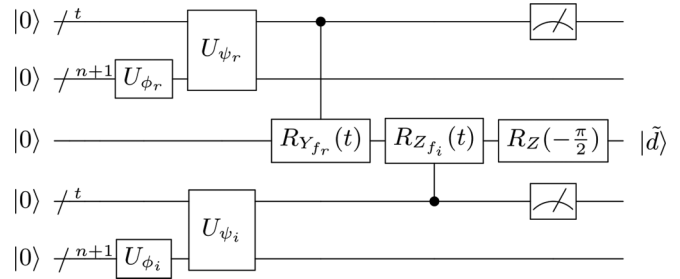 |0⟩ t U_{ψ_r}
|0⟩ n+1 U_{ϕ_r}
|0⟩ R_{Y_{f_r}}(t) R_{Z_{f_i}}(t) R_Z(−π/2) |d̃⟩
|0⟩ t U_{ψ_i}
|0⟩ n+1 U_{ϕ_i}